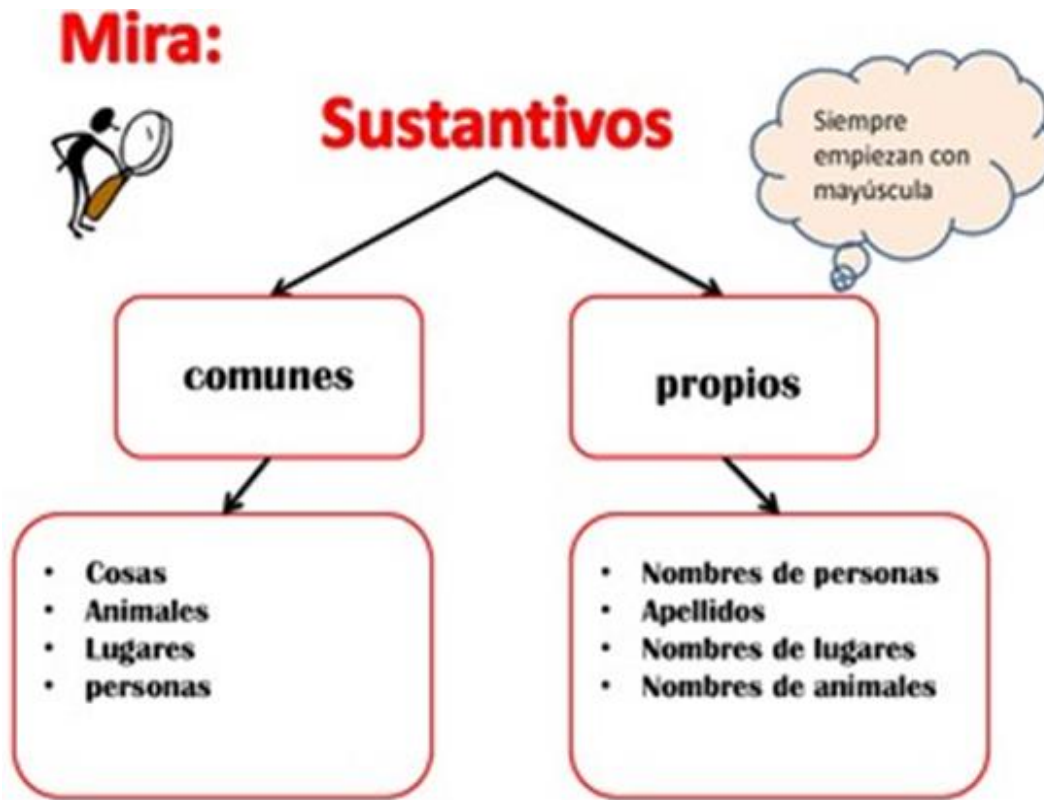 Mira:
Sustantivos
Siempre
empiezan con
mayúscula
comunes
propios
• Cosas
• Animales
• Lugares
• personas
• Nombres de personas
• Apellidos
• Nombres de lugares
• Nombres de animales